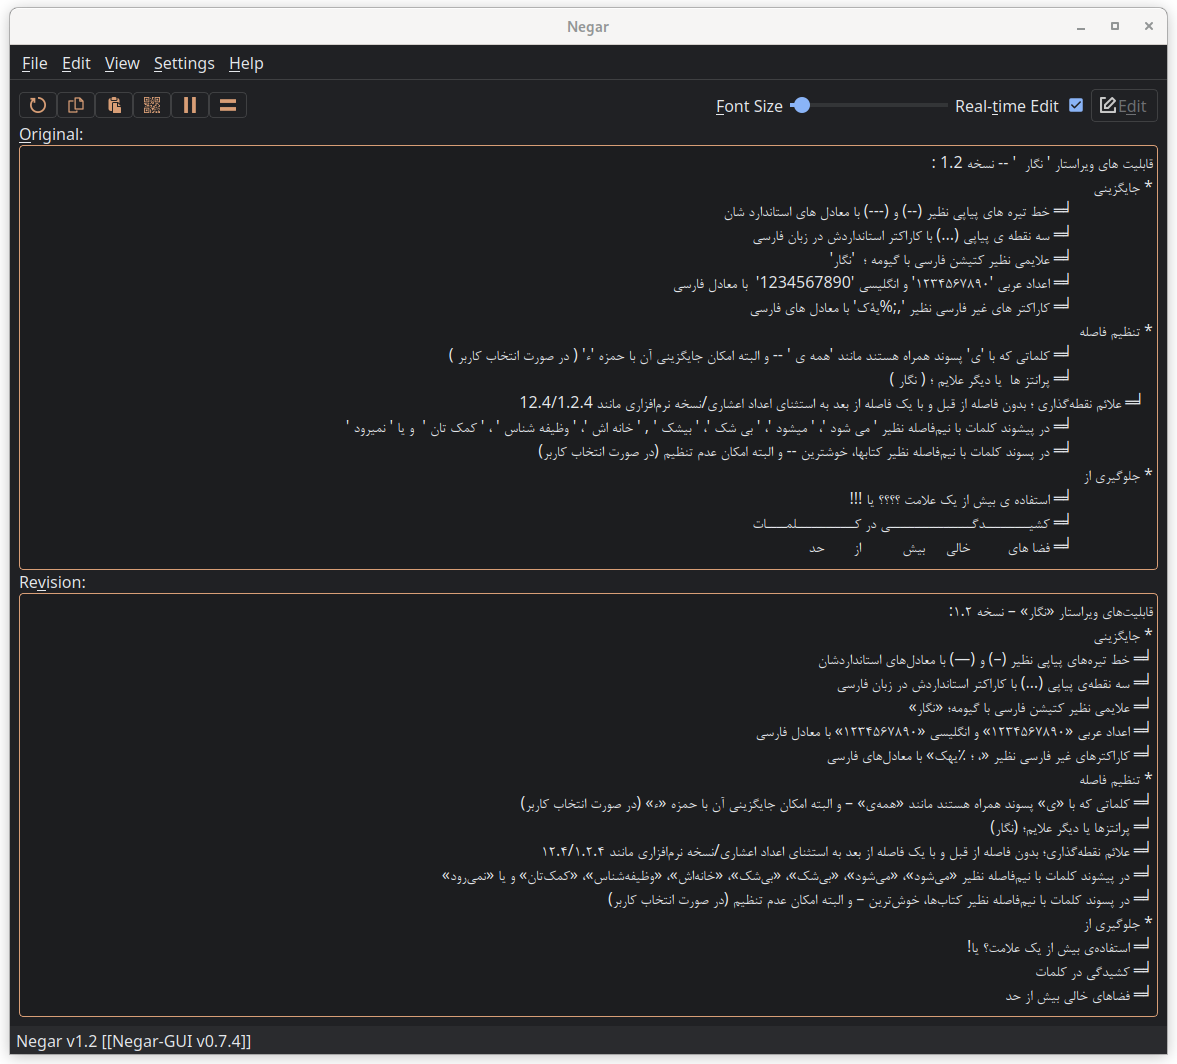 Negar
File Edit View Settings Help
Font Size Real-time Edit Edit
Original:
قابلیت های ویراستار ' نگار  ' -- نسخه 1.2 :
* جایگزینی
╛ خط تیره های پیاپی نظیر (--) و (---) با معادل های استاندارد شان
╛ سه نقطه ی پیاپی (...) با کاراکتر استانداردش در زبان فارسی
╛ علایمی نظیر کتیشن فارسی با گیومه ؛  'نگار'
╛ اعداد عربی '١٢٣۴۵۶٧٨٩٠' و انگلیسی '1234567890'  با معادل فارسی
╛ کاراکتر های غیر فارسی نظیر ',;%یةک' با معادل های فارسی
* تنظیم فاصله
╛ کلماتی که با 'ی' پسوند همراه هستند مانند 'همه ی ' -- و البته امکان جایگزینی آن با حمزه 'ء' ( در صورت انتخاب کاربر )
╛ پرانتز ها  یا دیگر علایم ؛ ( نگار )
╛ علائم نقطه‌گذاری ؛ بدون فاصله از قبل و با یک فاصله از بعد به استثنای اعداد اعشاری/نسخه نرم‌افزاری مانند 12.4/1.2.4
╛ در پیشوند کلمات با نیم‌فاصله نظیر ' می شود '، ' میشود '، ' بی شک '، ' بیشک ' , ' خانه اش '، ' وظیفه شناس ' ، ' کمک تان '  و یا ' نمیرود '
╛ در پسوند کلمات با نیم‌فاصله نظیر کتابها، خوشترین -- و البته امکان عدم تنظیم (در صورت انتخاب کاربر)
* جلوگیری از
╛ استفاده ی بیش از یک علامت ؟؟؟؟ یا !!!
╛ کشیـــــــدگـــــــــــــی در کــــــــــلمـــــات
╛ فضا های      خالی     بیش        از      حد
Revision:
قابلیت‌های ویراستار «نگار» – نسخه ۱.۲:
* جایگزینی
╛ خط تیره‌های پیاپی نظیر (–) و (—) با معادل‌های استانداردشان
╛ سه نقطه‌ی پیاپی (…) با کاراکتر استانداردش در زبان فارسی
╛ علایمی نظیر کتیشن فارسی با گیومه؛ «نگار»
╛ اعداد عربی «۱۲۳۴۵۶۷۸۹۰» و انگلیسی «۱۲۳۴۵۶۷۸۹۰» با معادل فارسی
╛ کاراکترهای غیر فارسی نظیر «، ؛ ٪یهک» با معادل‌های فارسی
* تنظیم فاصله
╛ کلماتی که با «ی» پسوند همراه هستند مانند «همه‌ی» – و البته امکان جایگزینی آن با حمزه «ء» (در صورت انتخاب کاربر)
╛ پرانتزها یا دیگر علایم؛ (نگار)
╛ علائم نقطه‌گذاری؛ بدون فاصله از قبل و با یک فاصله از بعد به استثنای اعداد اعشاری/نسخه نرم‌افزاری مانند ۱۲.۴/۱.۲.۴
╛ در پیشوند کلمات با نیم‌فاصله نظیر «می‌شود»، «می‌شود»، «بی‌شک»، «بی‌شک»، «خانه‌اش»، «وظیفه‌شناس»، «کمک‌تان» و یا «نمی‌رود»
╛ در پسوند کلمات با نیم‌فاصله نظیر کتاب‌ها، خوش‌ترین – و البته امکان عدم تنظیم (در صورت انتخاب کاربر)
* جلوگیری از
╛ استفاده‌ی بیش از یک علامت؟ یا!
╛ کشیدگی در کلمات
╛ فضاهای خالی بیش از حد
Negar v1.2 [[Negar-GUI v0.7.4]]